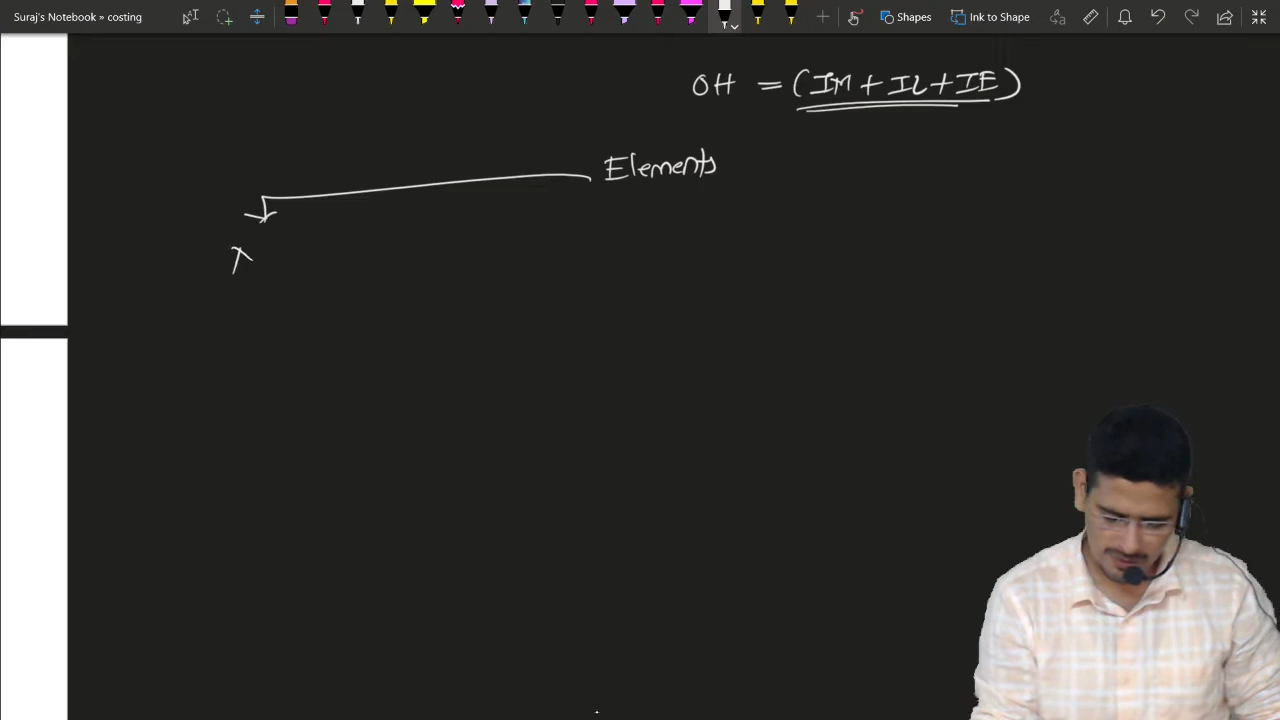 Suraj's Notebook » costing
Shapes
Ink to Shape
OH = (IM + IL + IE)
Elements